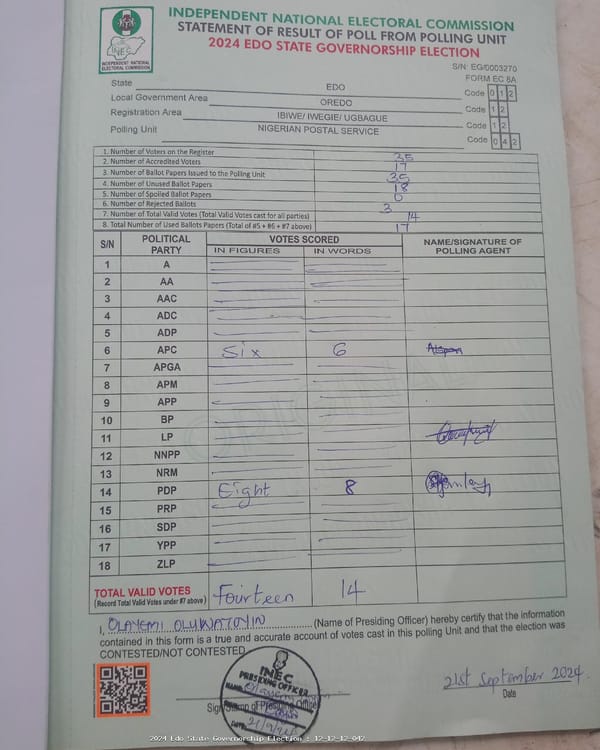 INDEPENDENT NATIONAL ELECTORAL COMMISSION
STATEMENT OF RESULT OF POLL FROM POLLING UNIT
2024 EDO STATE GOVERNORSHIP ELECTION
INEC
INDEPENDENT NATIONAL
ELECTORAL COMMISSION
S/N: EG/0003270
FORM EC 8A
State EDO Code 0 1 2
Local Government Area OREDO Code 1 2
Registration Area IBIWE/ IWEGIE/ UGBAGUE Code 1 2
Polling Unit NIGERIAN POSTAL SERVICE Code 0 4 2
1. Number of Voters on the Register 35
2. Number of Accredited Voters 17
3. Number of Ballot Papers Issued to the Polling Unit 35
4. Number of Unused Ballot Papers 18
5. Number of Spoiled Ballot Papers 0
6. Number of Rejected Ballots 3
7. Number of Total Valid Votes (Total Valid Votes cast for all parties) 14
8. Total Number of Used Ballots Papers (Total of #5 + #6 + #7 above) 17
S/N POLITICAL PARTY VOTES SCORED NAME/SIGNATURE OF POLLING AGENT
IN FIGURES IN WORDS
1 A
2 AA
3 AAC
4 ADC
5 ADP
6 APC Six 6
7 APGA
8 APM
9 APP
10 BP
11 LP
12 NNPP
13 NRM
14 PDP Eight 8
15 PRP
16 SDP
17 YPP
18 ZLP
TOTAL VALID VOTES Fourteen 14
(Record Total Valid Votes under #7 above)
I, OLAYEMI OLUWATOYIN (Name of Presiding Officer) hereby certify that the information
contained in this form is a true and accurate account of votes cast in this polling Unit and that the election was
CONTESTED/NOT CONTESTED
INEC
PRESIDING OFFICER
NAME:
DATE:
Sign/Stamp of Presiding Officer
21st September 2024
Date
2024 Edo State Governorship Election : 12-12-12-042